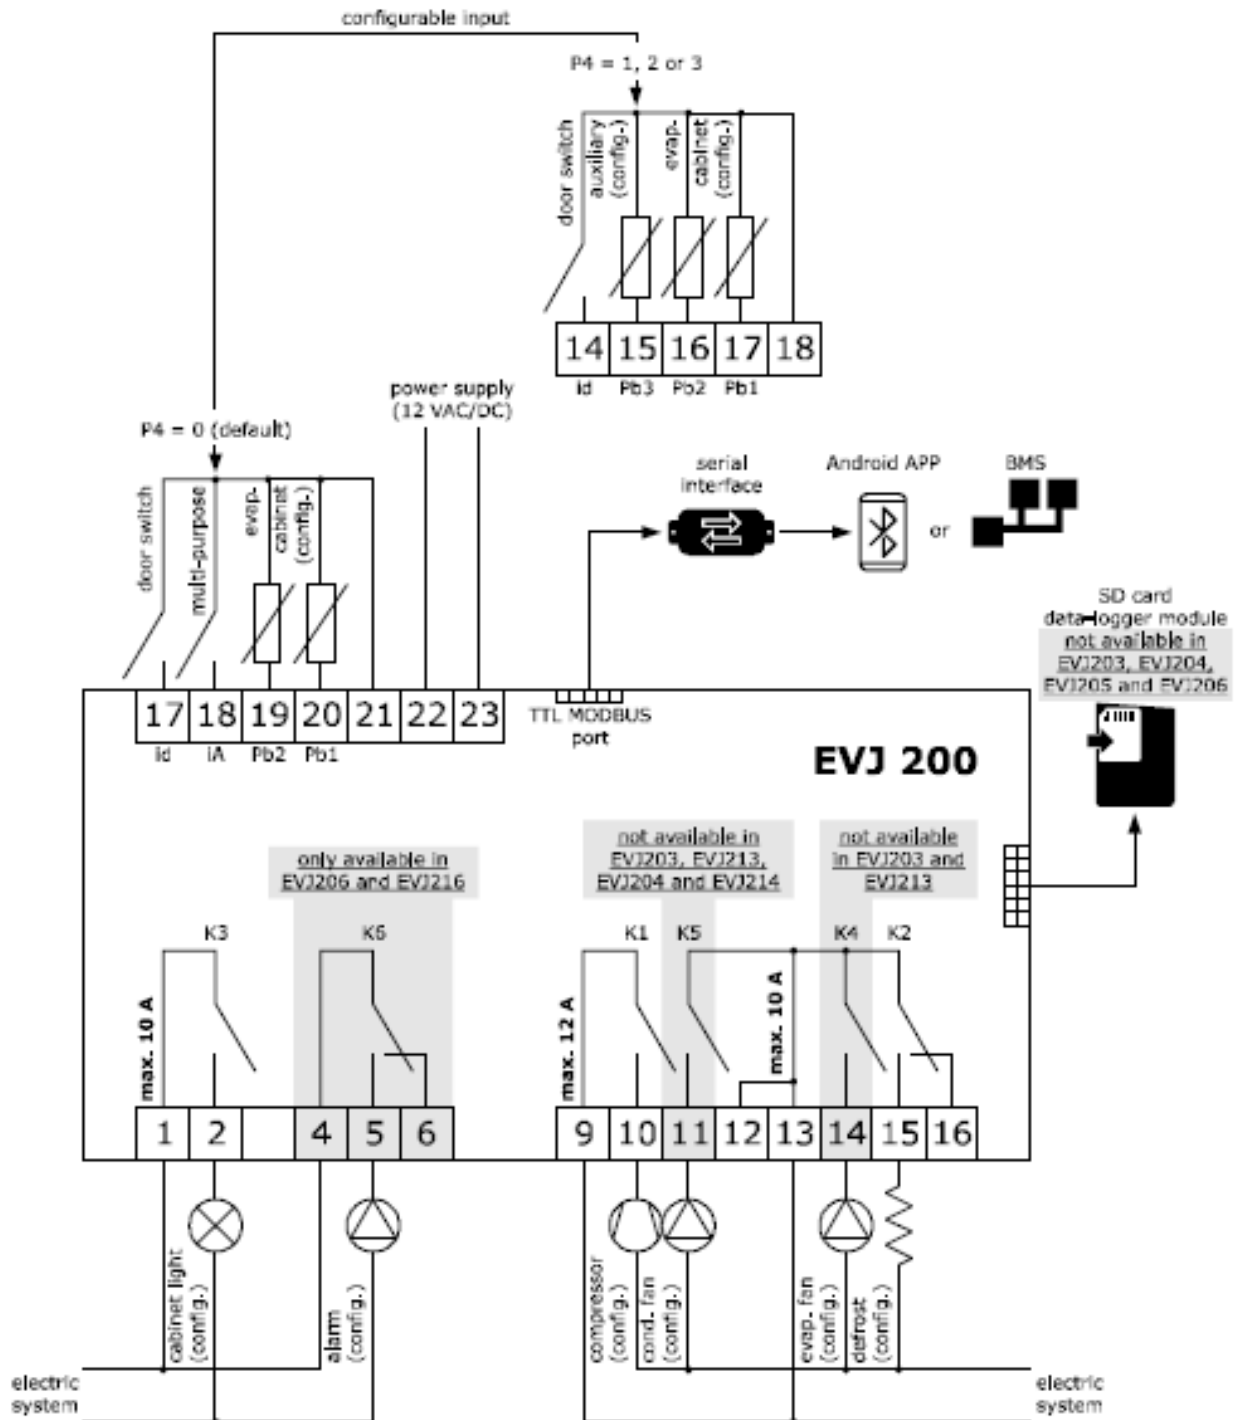 configurable input
P4 = 1, 2 or 3
door switch
auxiliary
(config.)
evap.
cabinet
(config.)
14 15 16 17 18
id Pb3 Pb2 Pb1
power supply
(12 VAC/DC)
P4 = 0 (default)
door switch
multi-purpose
evap.
cabinet
(config.)
serial
interface
Android APP
or
BMS
SD card
data-logger module
not available in
EVJ203, EVJ204,
EVJ205 and EVJ206
17 18 19 20 21 22 23
id iA Pb2 Pb1
TTL MODBUS
port
EVJ 200
only available in
EVJ206 and EVJ216
not available in
EVJ203, EVJ213,
EVJ204 and EVJ214
not available
in EVJ203 and
EVJ213
K3 K6 K1 K5 K4 K2
max. 10 A
max. 12 A
max. 10 A
1 2 4 5 6 9 10 11 12 13 14 15 16
cabinet light
(config.)
alarm
(config.)
compressor
(config.)
cond. fan
(config.)
evap. fan
(config.)
defrost
(config.)
electric
system
electric
system